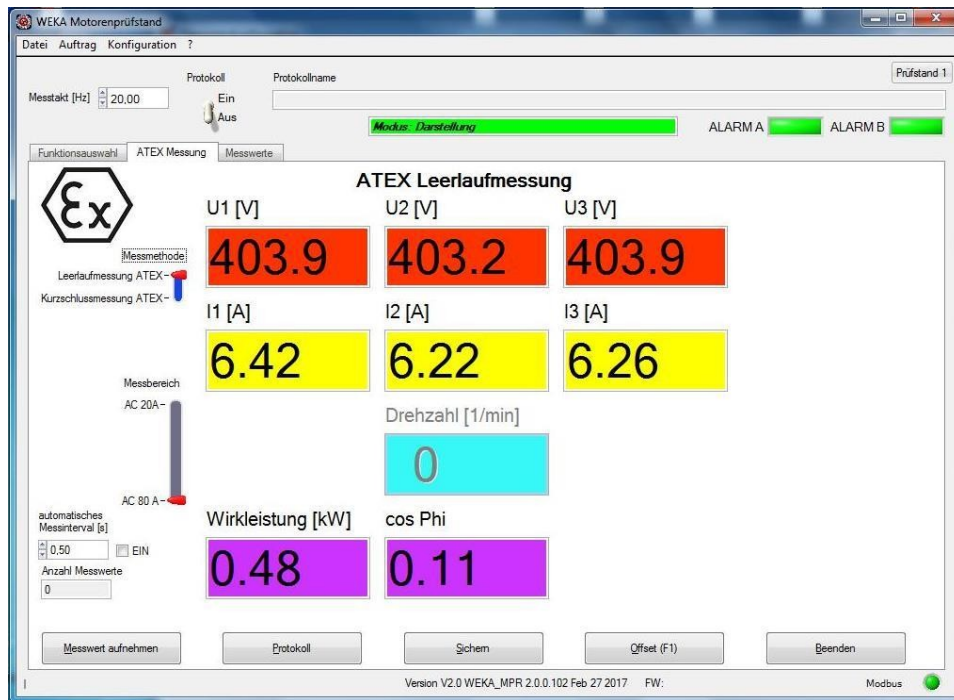 WEKA Motorenprüfstand
Datei Auftrag Konfiguration ?
Prüfstand 1
Protokoll Protokollname
Messtakt [Hz] 20,00 Ein
Aus
Modus: Darstellung ALARM A ALARM B
Funktionsauswahl ATEX Messung Messwerte
Ex
ATEX Leerlaufmessung
U1 [V] U2 [V] U3 [V]
403.9 403.2 403.9
Messmethode
Leerlaufmessung ATEX
Kurzschlussmessung ATEX
I1 [A] I2 [A] I3 [A]
6.42 6.22 6.26
Messbereich
AC 20A
AC 80 A
Drehzahl [1/min]
0
automatisches
Messinterval [s]
0,50 EIN
Anzahl Messwerte
0
Wirkleistung [kW] cos Phi
0.48 0.11
Messwert aufnehmen Protokoll Sichern Offset (F1) Beenden
Version V2.0 WEKA_MPR 2.0.0.102 Feb 27 2017 FW: Modbus